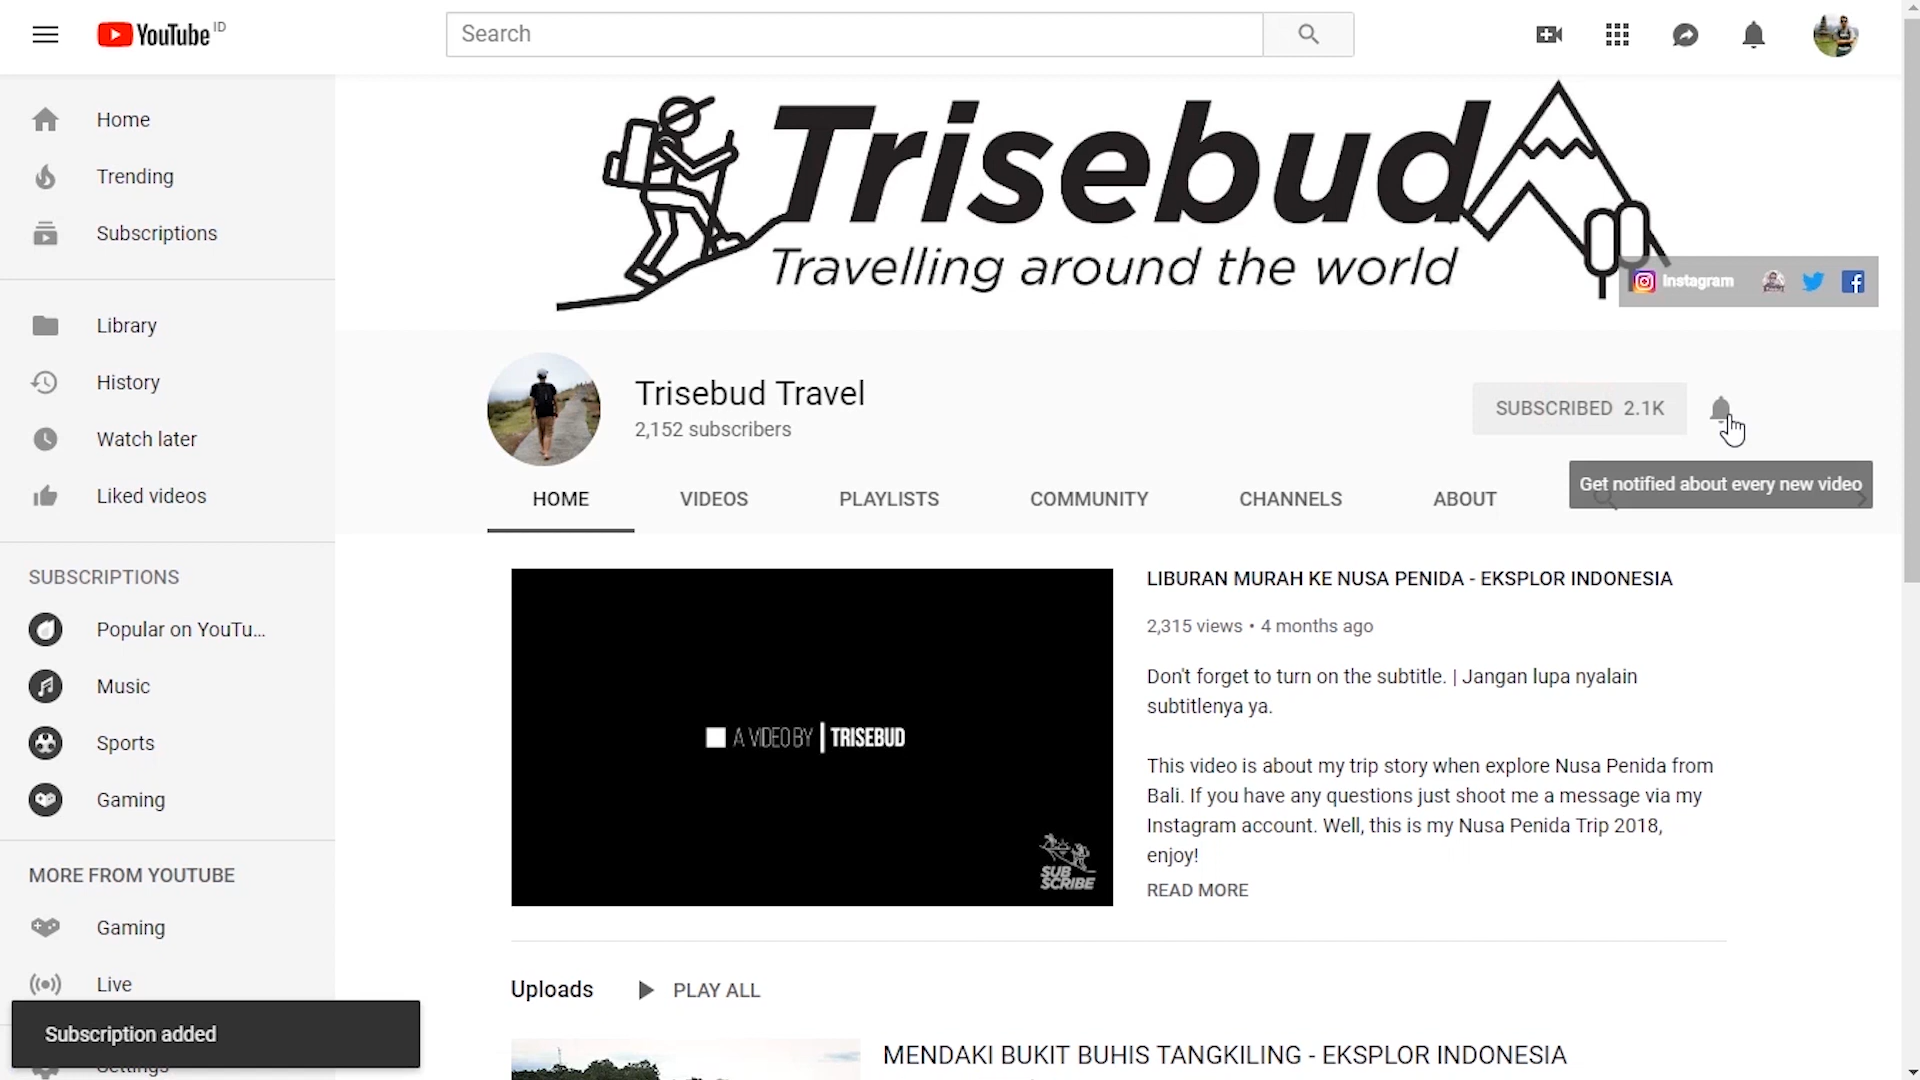 YouTube ID
Search
Home
Trending
Subscriptions
Library
History
Watch later
Liked videos
SUBSCRIPTIONS
Popular on YouTu...
Music
Sports
Gaming
MORE FROM YOUTUBE
Gaming
Live
Settings
Subscription added
Trisebud
Travelling around the world
Instagram
Trisebud Travel
2,152 subscribers
SUBSCRIBED 2.1K
Get notified about every new video
HOME VIDEOS PLAYLISTS COMMUNITY CHANNELS ABOUT
A VIDEO BY | TRISEBUD
SUB
SCRIBE
LIBURAN MURAH KE NUSA PENIDA - EKSPLOR INDONESIA
2,315 views • 4 months ago
Don't forget to turn on the subtitle. | Jangan lupa nyalain
subtitlenya ya.
This video is about my trip story when explore Nusa Penida from
Bali. If you have any questions just shoot me a message via my
Instagram account. Well, this is my Nusa Penida Trip 2018,
enjoy!
READ MORE
Uploads PLAY ALL
MENDAKI BUKIT BUHIS TANGKILING - EKSPLOR INDONESIA